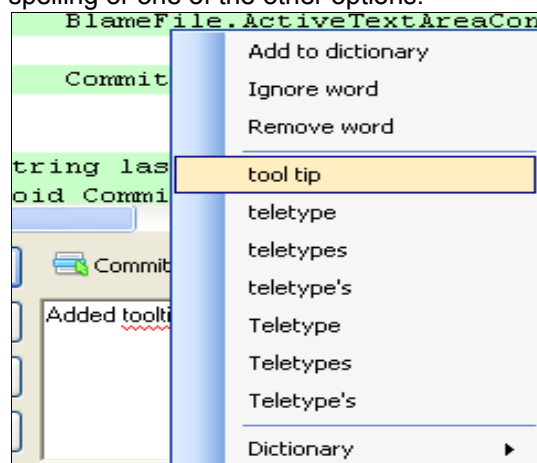 spelling or one of the other options.
BlameFile.ActiveTextAreaCon
Add to dictionary
Commit
Ignore word
Remove word
tring las
tool tip
oid Commi
teletype
teletypes
Commit
teletype's
Added toolti
Teletype
Teletypes
Teletype's
Dictionary